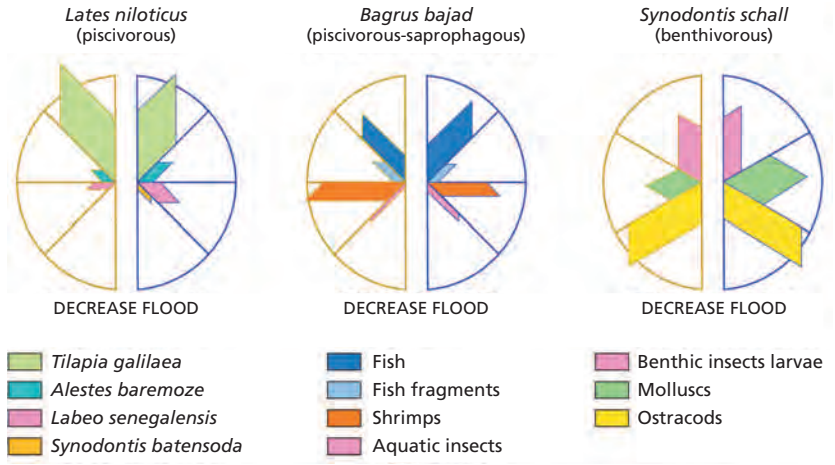 Lates niloticus
(piscivorous)
Bagrus bajad
(piscivorous-saprophagous)
Synodontis schall
(benthivorous)
DECREASE FLOOD
DECREASE FLOOD
DECREASE FLOOD
Tilapia galilaea
Alestes baremoze
Labeo senegalensis
Synodontis batensoda
Fish
Fish fragments
Shrimps
Aquatic insects
Benthic insects larvae
Molluscs
Ostracods